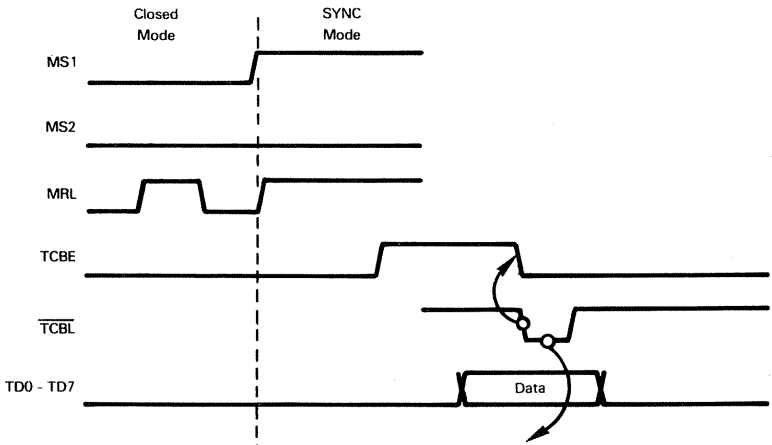 Closed
Mode
SYNC
Mode
MS1
MS2
MRL
TCBE
TCBL
TD0 - TD7
Data